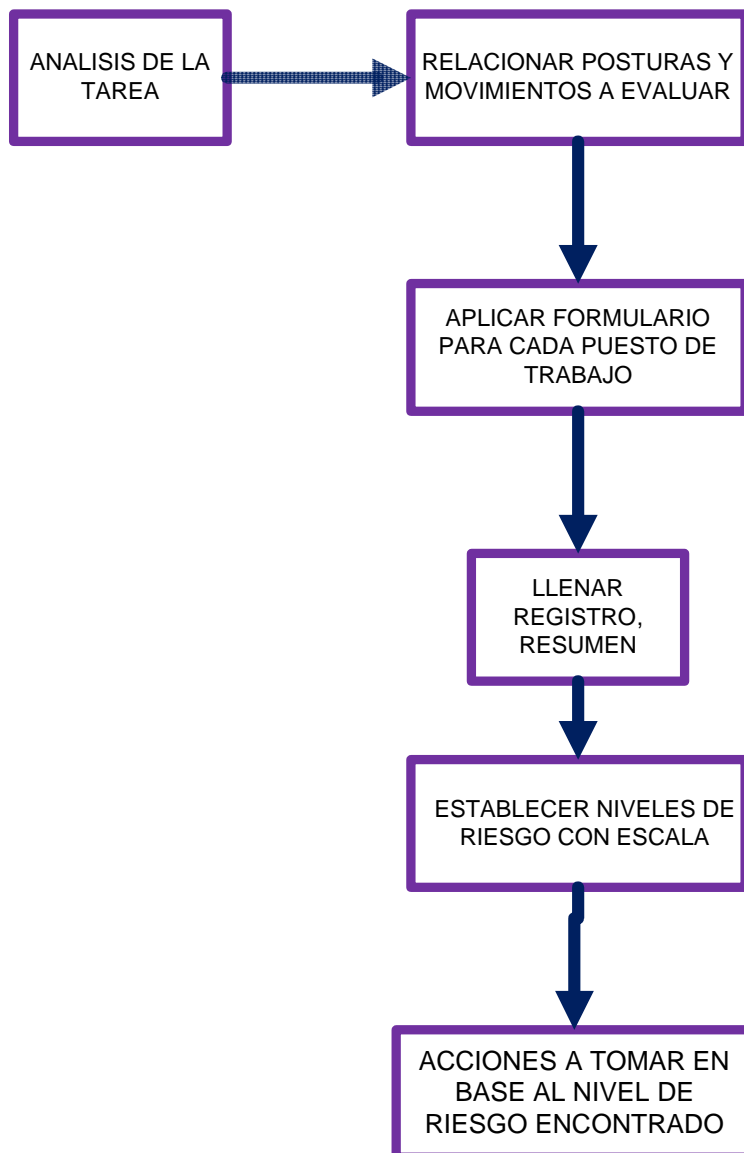 ANALISIS DE LA
TAREA
RELACIONAR POSTURAS Y
MOVIMIENTOS A EVALUAR
APLICAR FORMULARIO
PARA CADA PUESTO DE
TRABAJO
LLENAR
REGISTRO,
RESUMEN
ESTABLECER NIVELES DE
RIESGO CON ESCALA
ACCIONES A TOMAR EN
BASE AL NIVEL DE
RIESGO ENCONTRADO